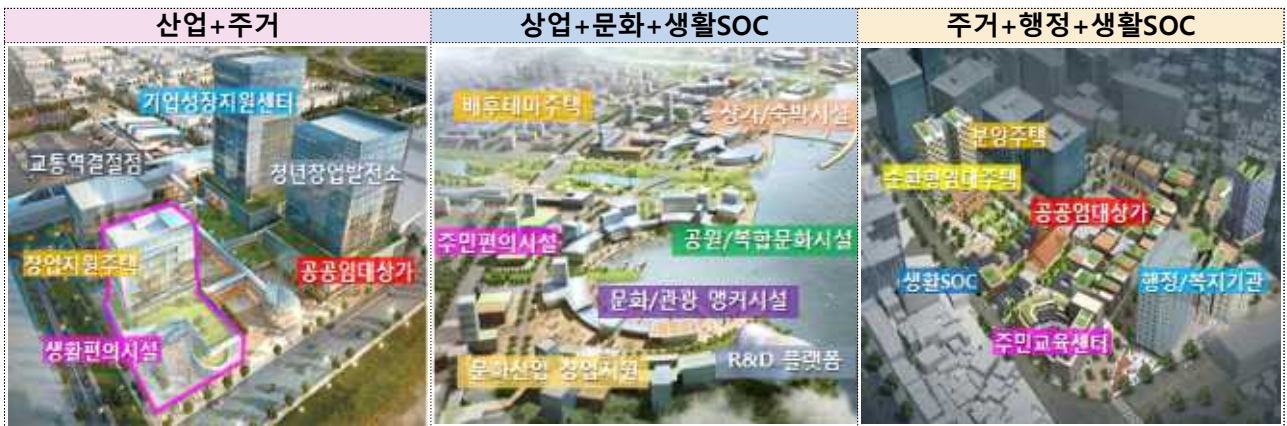 산업+주거
상업+문화+생활SOC
주거+행정+생활SOC
기업성장지원센터
교통역결절점
청년창업발전소
창업지원주택
공공임대상가
생활편의시설
배후테마주택
상가/숙박시설
주민편의시설
공원/복합문화시설
문화/관광 앵커시설
문화산업 창업지원
R&D 플랫폼
분양주택
순환형임대주택
공공임대상가
생활SOC
행정/복지기관
주민교육센터